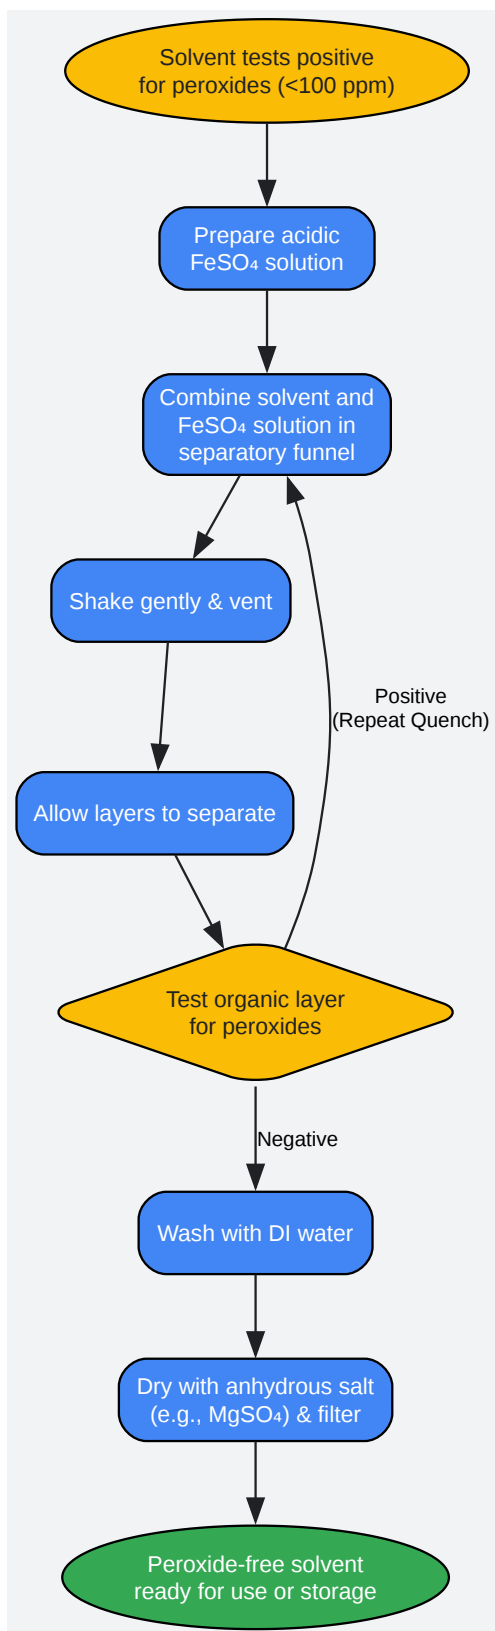 Solvent tests positive
for peroxides (<100 ppm)
Prepare acidic
FeSO₄ solution
Combine solvent and
FeSO₄ solution in
separatory funnel
Shake gently & vent
Positive
(Repeat Quench)
Allow layers to separate
Test organic layer
for peroxides
Negative
Wash with DI water
Dry with anhydrous salt
(e.g., MgSO₄) & filter
Peroxide-free solvent
ready for use or storage